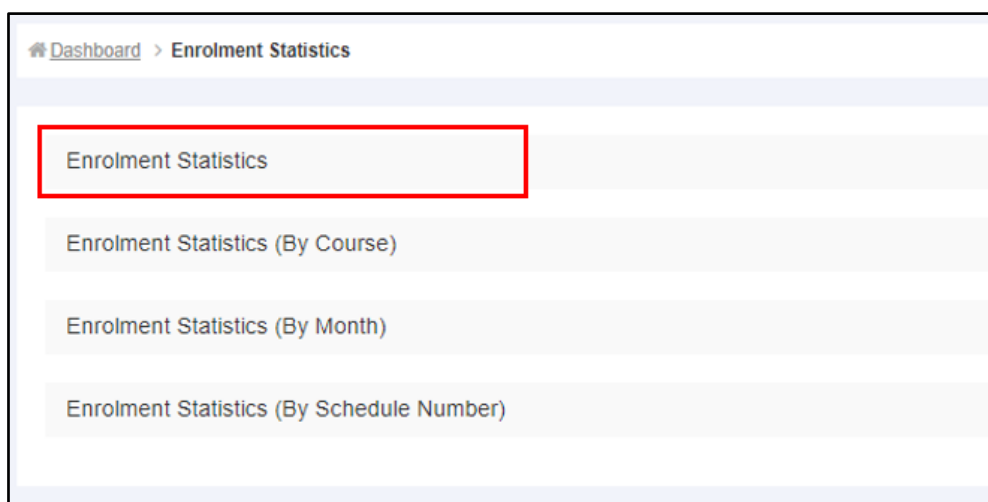 Dashboard > Enrolment Statistics
Enrolment Statistics
Enrolment Statistics (By Course)
Enrolment Statistics (By Month)
Enrolment Statistics (By Schedule Number)